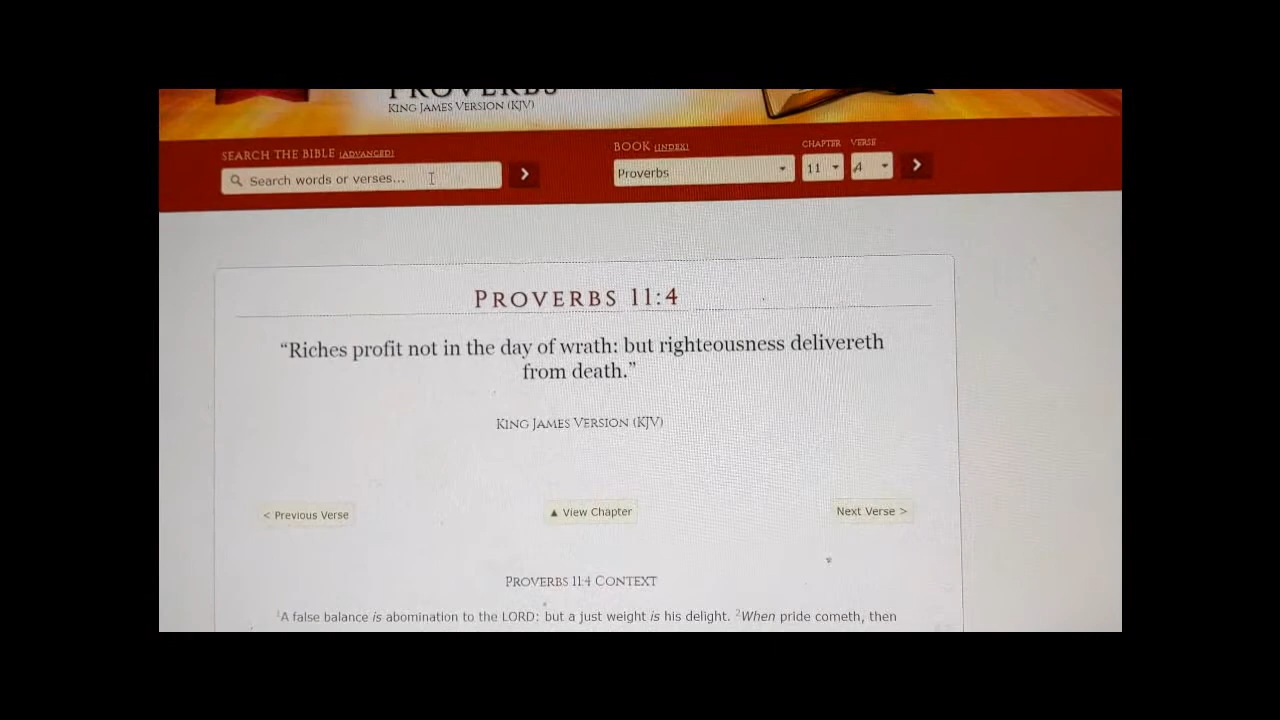 PROVERBS
KING JAMES VERSION (KJV)
SEARCH THE BIBLE (ADVANCED)
BOOK (INDEX)
CHAPTER VERSE
Search words or verses...
Proverbs
11
4
PROVERBS 11:4
“Riches profit not in the day of wrath: but righteousness delivereth
from death.”
KING JAMES VERSION (KJV)
< Previous Verse
▲ View Chapter
Next Verse >
PROVERBS 11:4 CONTEXT
1A false balance is abomination to the LORD: but a just weight is his delight. 2When pride cometh, then